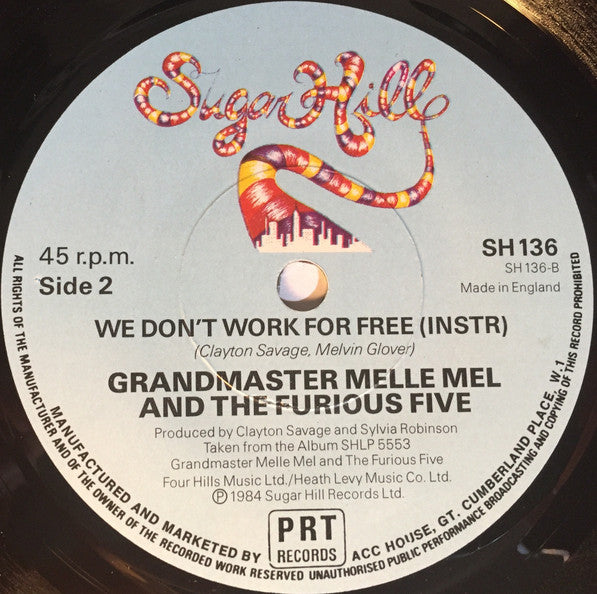 Sugar Hill
45 r.p.m.
Side 2
SH 136
SH 136-B
Made in England
WE DON'T WORK FOR FREE (INSTR)
(Clayton Savage, Melvin Glover)
GRANDMASTER MELLE MEL
AND THE FURIOUS FIVE
Produced by Clayton Savage and Sylvia Robinson
Taken from the Album SHLP 5553
Grandmaster Melle Mel and The Furious Five
Four Hills Music Ltd./Heath Levy Music Co. Ltd.
℗ 1984 Sugar Hill Records Ltd.
MANUFACTURED AND MARKETED BY PRT RECORDS ACC HOUSE, GT. CUMBERLAND PLACE, W.1
ALL RIGHTS OF THE MANUFACTURER AND OF THE OWNER OF THE RECORDED WORK RESERVED UNAUTHORISED PUBLIC PERFORMANCE BROADCASTING AND COPYING OF THIS RECORD PROHIBITED